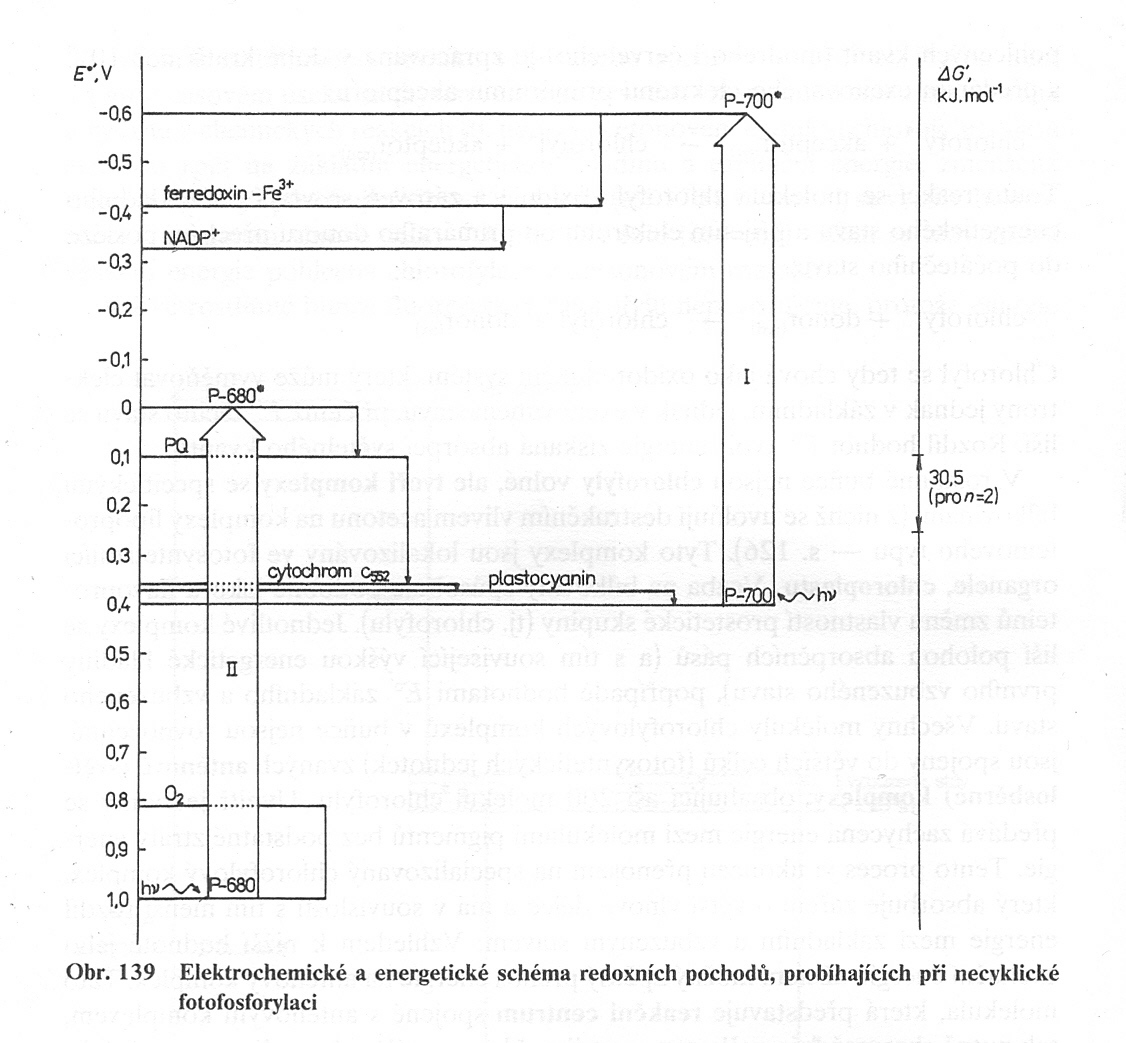 E°′, V
ΔG′,
kJ.mol⁻¹
P-700*
-0,6
-0,5
ferredoxin -Fe³⁺
-0,4
NADP⁺
-0,3
-0,2
-0,1
I
P-680*
0
PQ
0,1
30,5
(pro n=2)
0,2
0,3
cytochrom c₅₅₂
plastocyanin
0,4
P-700
hν
0,5
II
0,6
0,7
O₂
0,8
0,9
hν
P-680
1,0
Obr. 139 Elektrochemické a energetické schéma redoxních pochodů, probíhajících při necyklické
fotofosforylaci